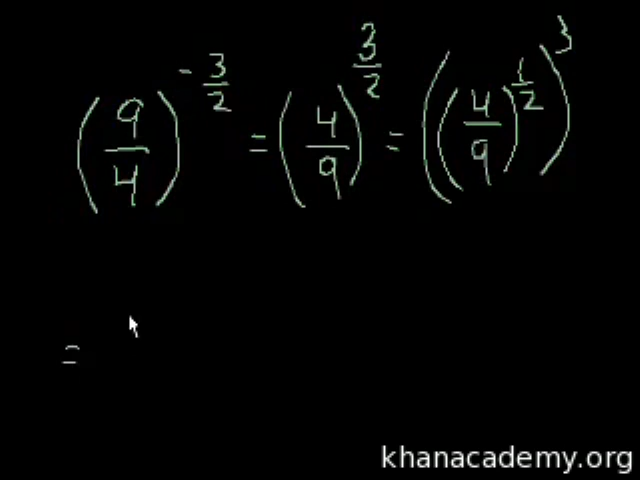 (9/4)^(-3/2) = (4/9)^(3/2) = ((4/9)^(1/2))^3
=
khanacademy.org